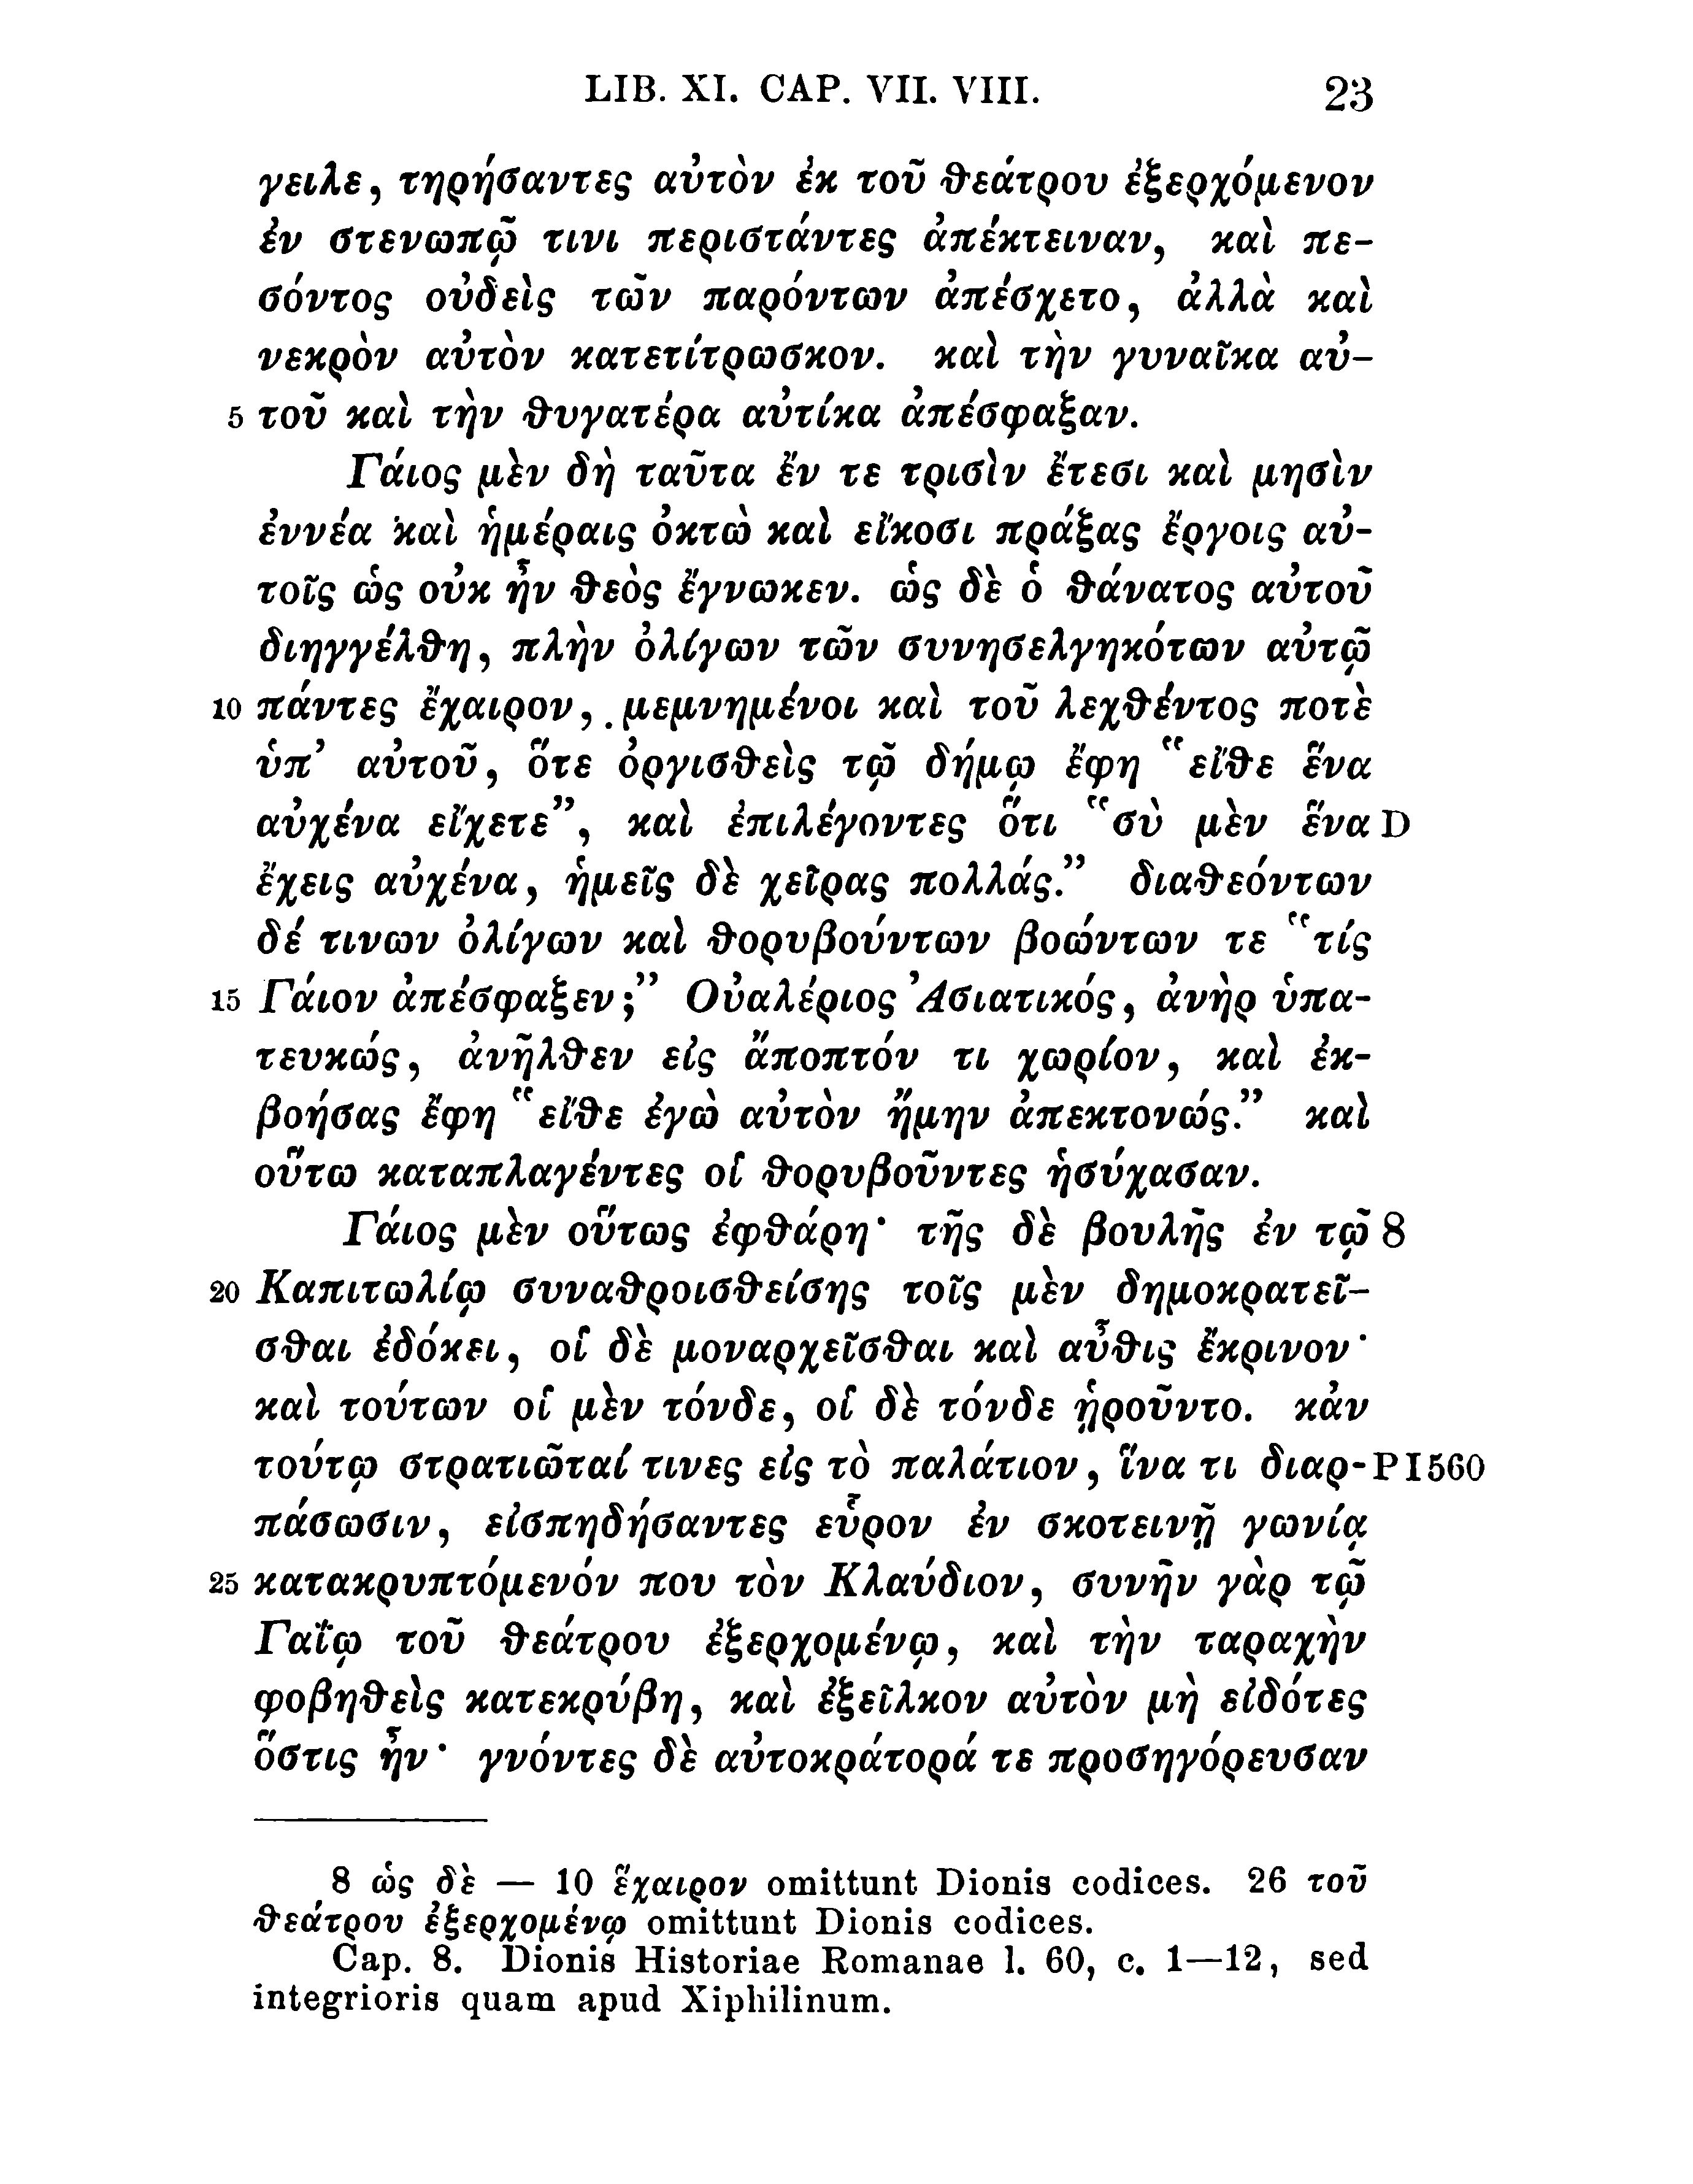 LIB. XI. CAP. VII. VIII. 23
γειλε, τηρήσαντες αὐτὸν ἐκ τοῦ θεάτρου ἐξερχόμενον
ἐν στενωπῷ τινι περιστάντες ἀπέκτειναν, καὶ πε-
σόντος οὐδεὶς τῶν παρόντων ἀπέσχετο, ἀλλὰ καὶ
νεκρὸν αὐτὸν κατετίτρωσκον. καὶ τὴν γυναῖκα αὐ-
5 τοῦ καὶ τὴν θυγατέρα αὐτίκα ἀπέσφαξαν.
Γάιος μὲν δὴ ταῦτα ἔν τε τρισὶν ἔτεσι καὶ μησὶν
ἐννέα καὶ ἡμέραις ὀκτὼ καὶ εἴκοσι πράξας ἔργοις αὐ-
τοῖς ὡς οὐκ ἦν θεὸς ἔγνωκεν. ὡς δὲ ὁ θάνατος αὐτοῦ
διηγγέλθη, πλὴν ὀλίγων τῶν συνησελγηκότων αὐτῷ
10 πάντες ἔχαιρον, μεμνημένοι καὶ τοῦ λεχθέντος ποτὲ
ὑπ’ αὐτοῦ, ὅτε ὀργισθεὶς τῷ δήμῳ ἔφη “εἴθε ἕνα
αὐχένα εἴχετε”, καὶ ἐπιλέγοντες ὅτι “σὺ μὲν ἕνα D
ἔχεις αὐχένα, ἡμεῖς δὲ χεῖρας πολλάς.” διαθεόντων
δέ τινων ὀλίγων καὶ θορυβούντων βοώντων τε “τίς
15 Γάιον ἀπέσφαξεν;” Οὐαλέριος Ἀσιατικός, ἀνὴρ ὑπα-
τευκώς, ἀνῆλθεν εἰς ἄποπτόν τι χωρίον, καὶ ἐκ-
βοήσας ἔφη “εἴθε ἐγὼ αὐτὸν ἤμην ἀπεκτονώς.” καὶ
οὕτω καταπλαγέντες οἱ θορυβοῦντες ἡσύχασαν.
Γάιος μὲν οὕτως ἐφθάρη· τῆς δὲ βουλῆς ἐν τῷ 8
20 Καπιτωλίῳ συναθροισθείσης τοῖς μὲν δημοκρατεῖ-
σθαι ἐδόκει, οἱ δὲ μοναρχεῖσθαι καὶ αὖθις ἔκρινον·
καὶ τούτων οἱ μὲν τόνδε, οἱ δὲ τόνδε ᾑροῦντο. κἀν
τούτῳ στρατιῶταί τινες εἰς τὸ παλάτιον, ἵνα τι διαρ- P I 560
πάσωσιν, εἰσπηδήσαντες εὗρον ἐν σκοτεινῇ γωνίᾳ
25 κατακρυπτόμενόν που τὸν Κλαύδιον, συνῆν γὰρ τῷ
Γαΐῳ τοῦ θεάτρου ἐξερχομένῳ, καὶ τὴν ταραχὴν
φοβηθεὶς κατεκρύβη, καὶ ἐξεῖλκον αὐτὸν μὴ εἰδότες
ὅστις ἦν· γνόντες δὲ αὐτοκράτορά τε προσηγόρευσαν
8 ὡς δὲ — 10 ἔχαιρον omittunt Dionis codices. 26 τοῦ
θεάτρου ἐξερχομένῳ omittunt Dionis codices.
Cap. 8. Dionis Historiae Romanae l. 60, c. 1—12, sed
integrioris quam apud Xiphilinum.